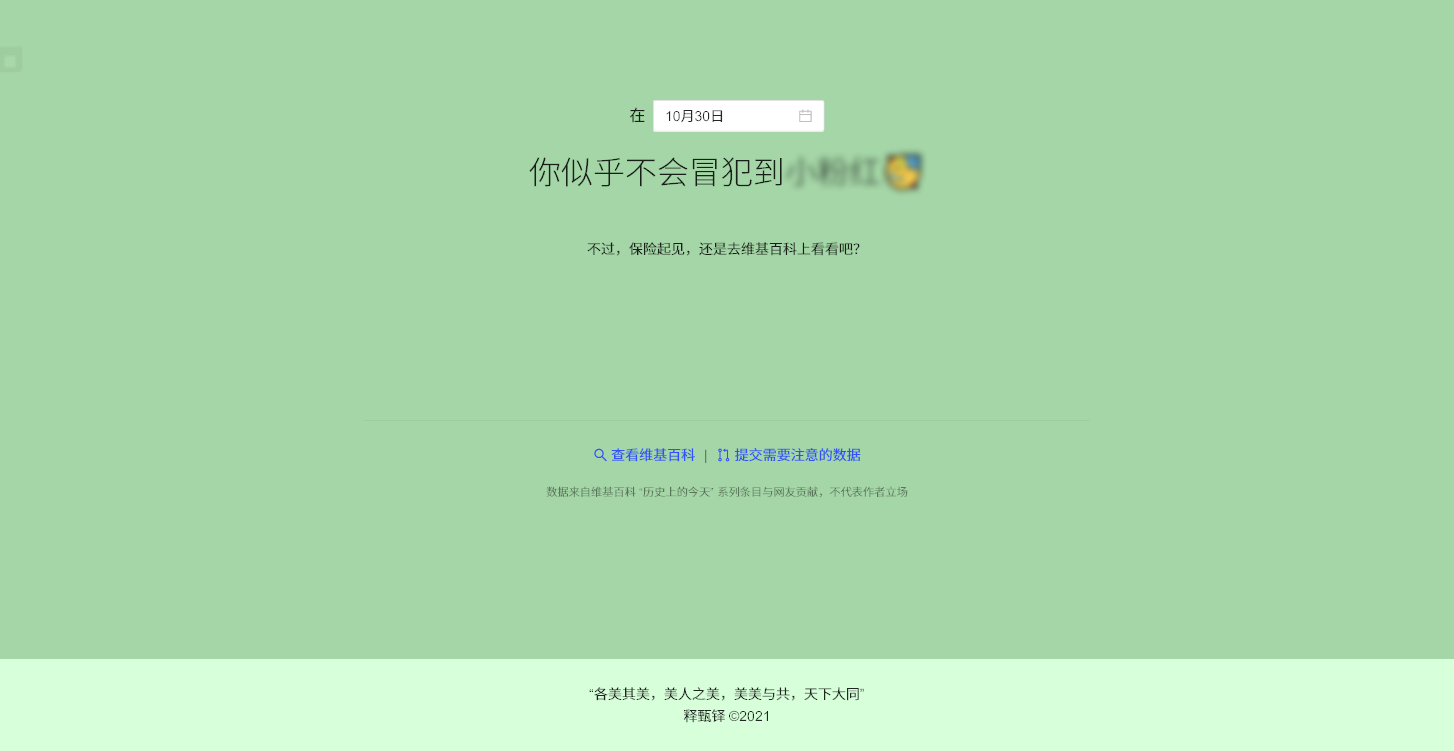 在 10月30日
你似乎不会冒犯到小粉红
不过，保险起见，还是去维基百科上看看吧？
查看维基百科 | 提交需要注意的数据
数据来自维基百科 “历史上的今天” 系列条目与网友贡献，不代表作者立场
“各美其美，美人之美，美美与共，天下大同”
释甄铎 ©2021